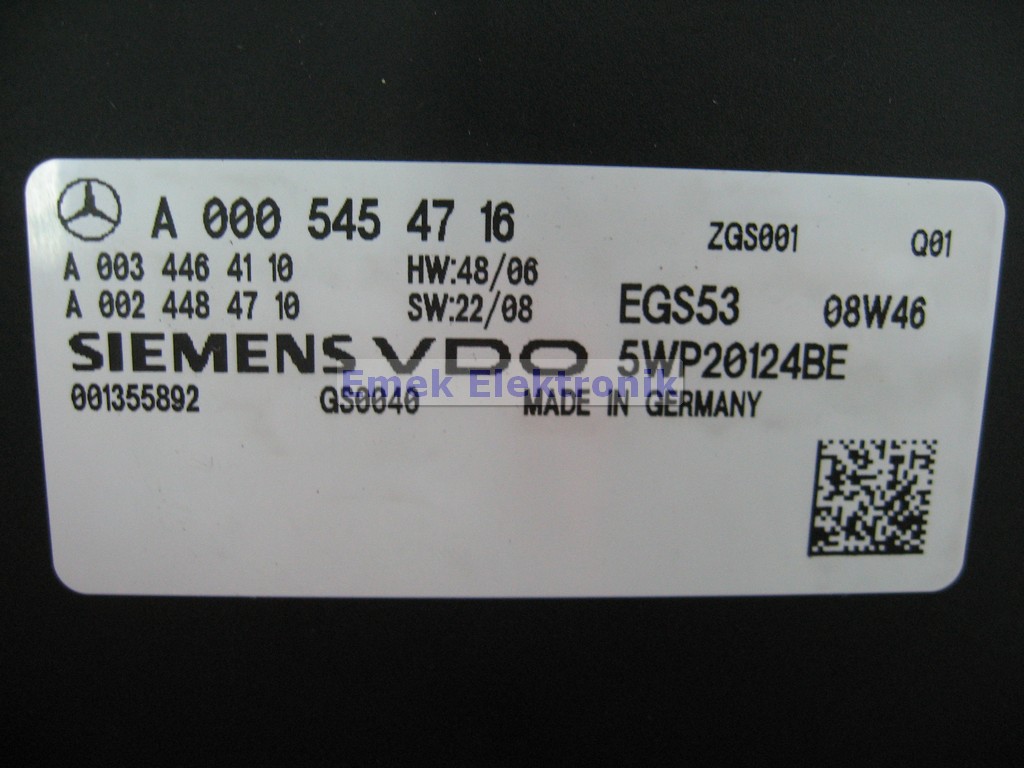 A 000 545 47 16 ZGS001 Q01
A 003 446 41 10 HW:48/06
A 002 448 47 10 SW:22/08 EGS53 08W46
SIEMENS VDO 5WP20124BE
Emek Elektronik
001355892 GS0040 MADE IN GERMANY